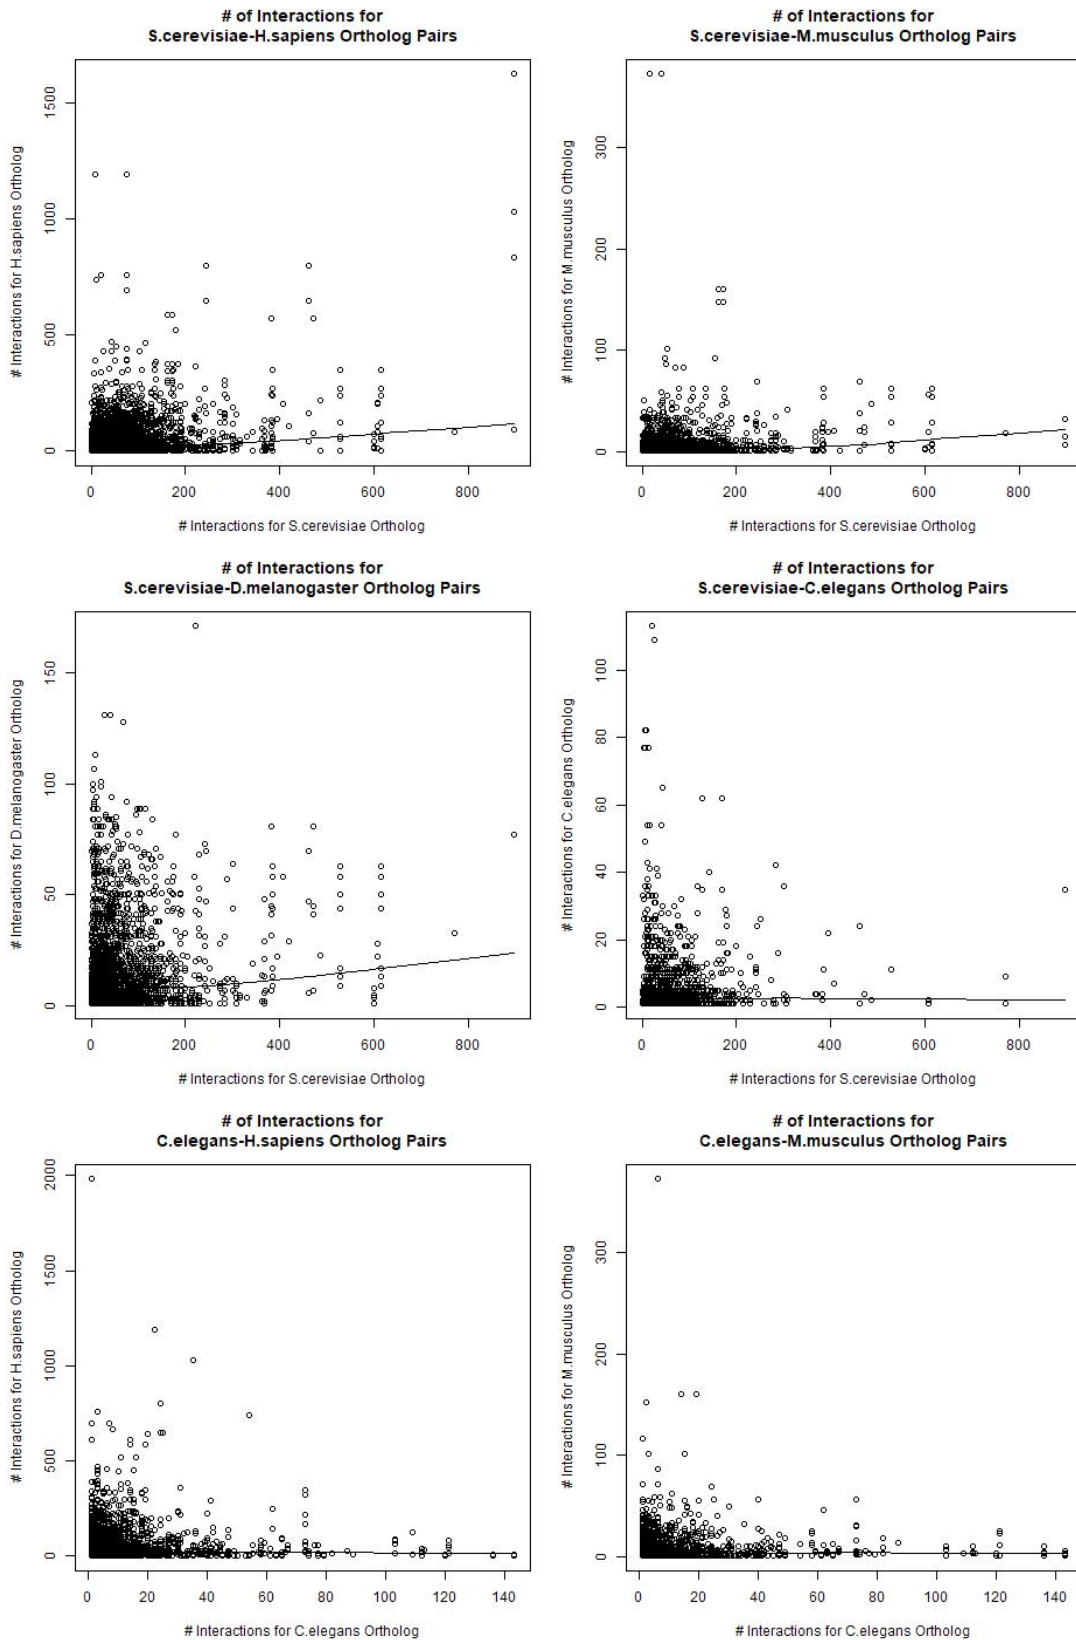 # of Interactions for
S.cerevisiae-H.sapiens Ortholog Pairs
# Interactions for H.sapiens Ortholog
1500
1000
500
0
0 200 400 600 800
# Interactions for S.cerevisiae Ortholog
# of Interactions for
S.cerevisiae-M.musculus Ortholog Pairs
# Interactions for M.musculus Ortholog
300
200
100
0
0 200 400 600 800
# Interactions for S.cerevisiae Ortholog
# of Interactions for
S.cerevisiae-D.melanogaster Ortholog Pairs
# Interactions for D.melanogaster Ortholog
150
100
50
0
0 200 400 600 800
# Interactions for S.cerevisiae Ortholog
# of Interactions for
S.cerevisiae-C.elegans Ortholog Pairs
# Interactions for C.elegans Ortholog
100
80
60
40
20
0
0 200 400 600 800
# Interactions for S.cerevisiae Ortholog
# of Interactions for
C.elegans-H.sapiens Ortholog Pairs
# Interactions for H.sapiens Ortholog
2000
1500
1000
500
0
0 20 40 60 80 100 120 140
# Interactions for C.elegans Ortholog
# of Interactions for
C.elegans-M.musculus Ortholog Pairs
# Interactions for M.musculus Ortholog
300
200
100
0
0 20 40 60 80 100 120 140
# Interactions for C.elegans Ortholog